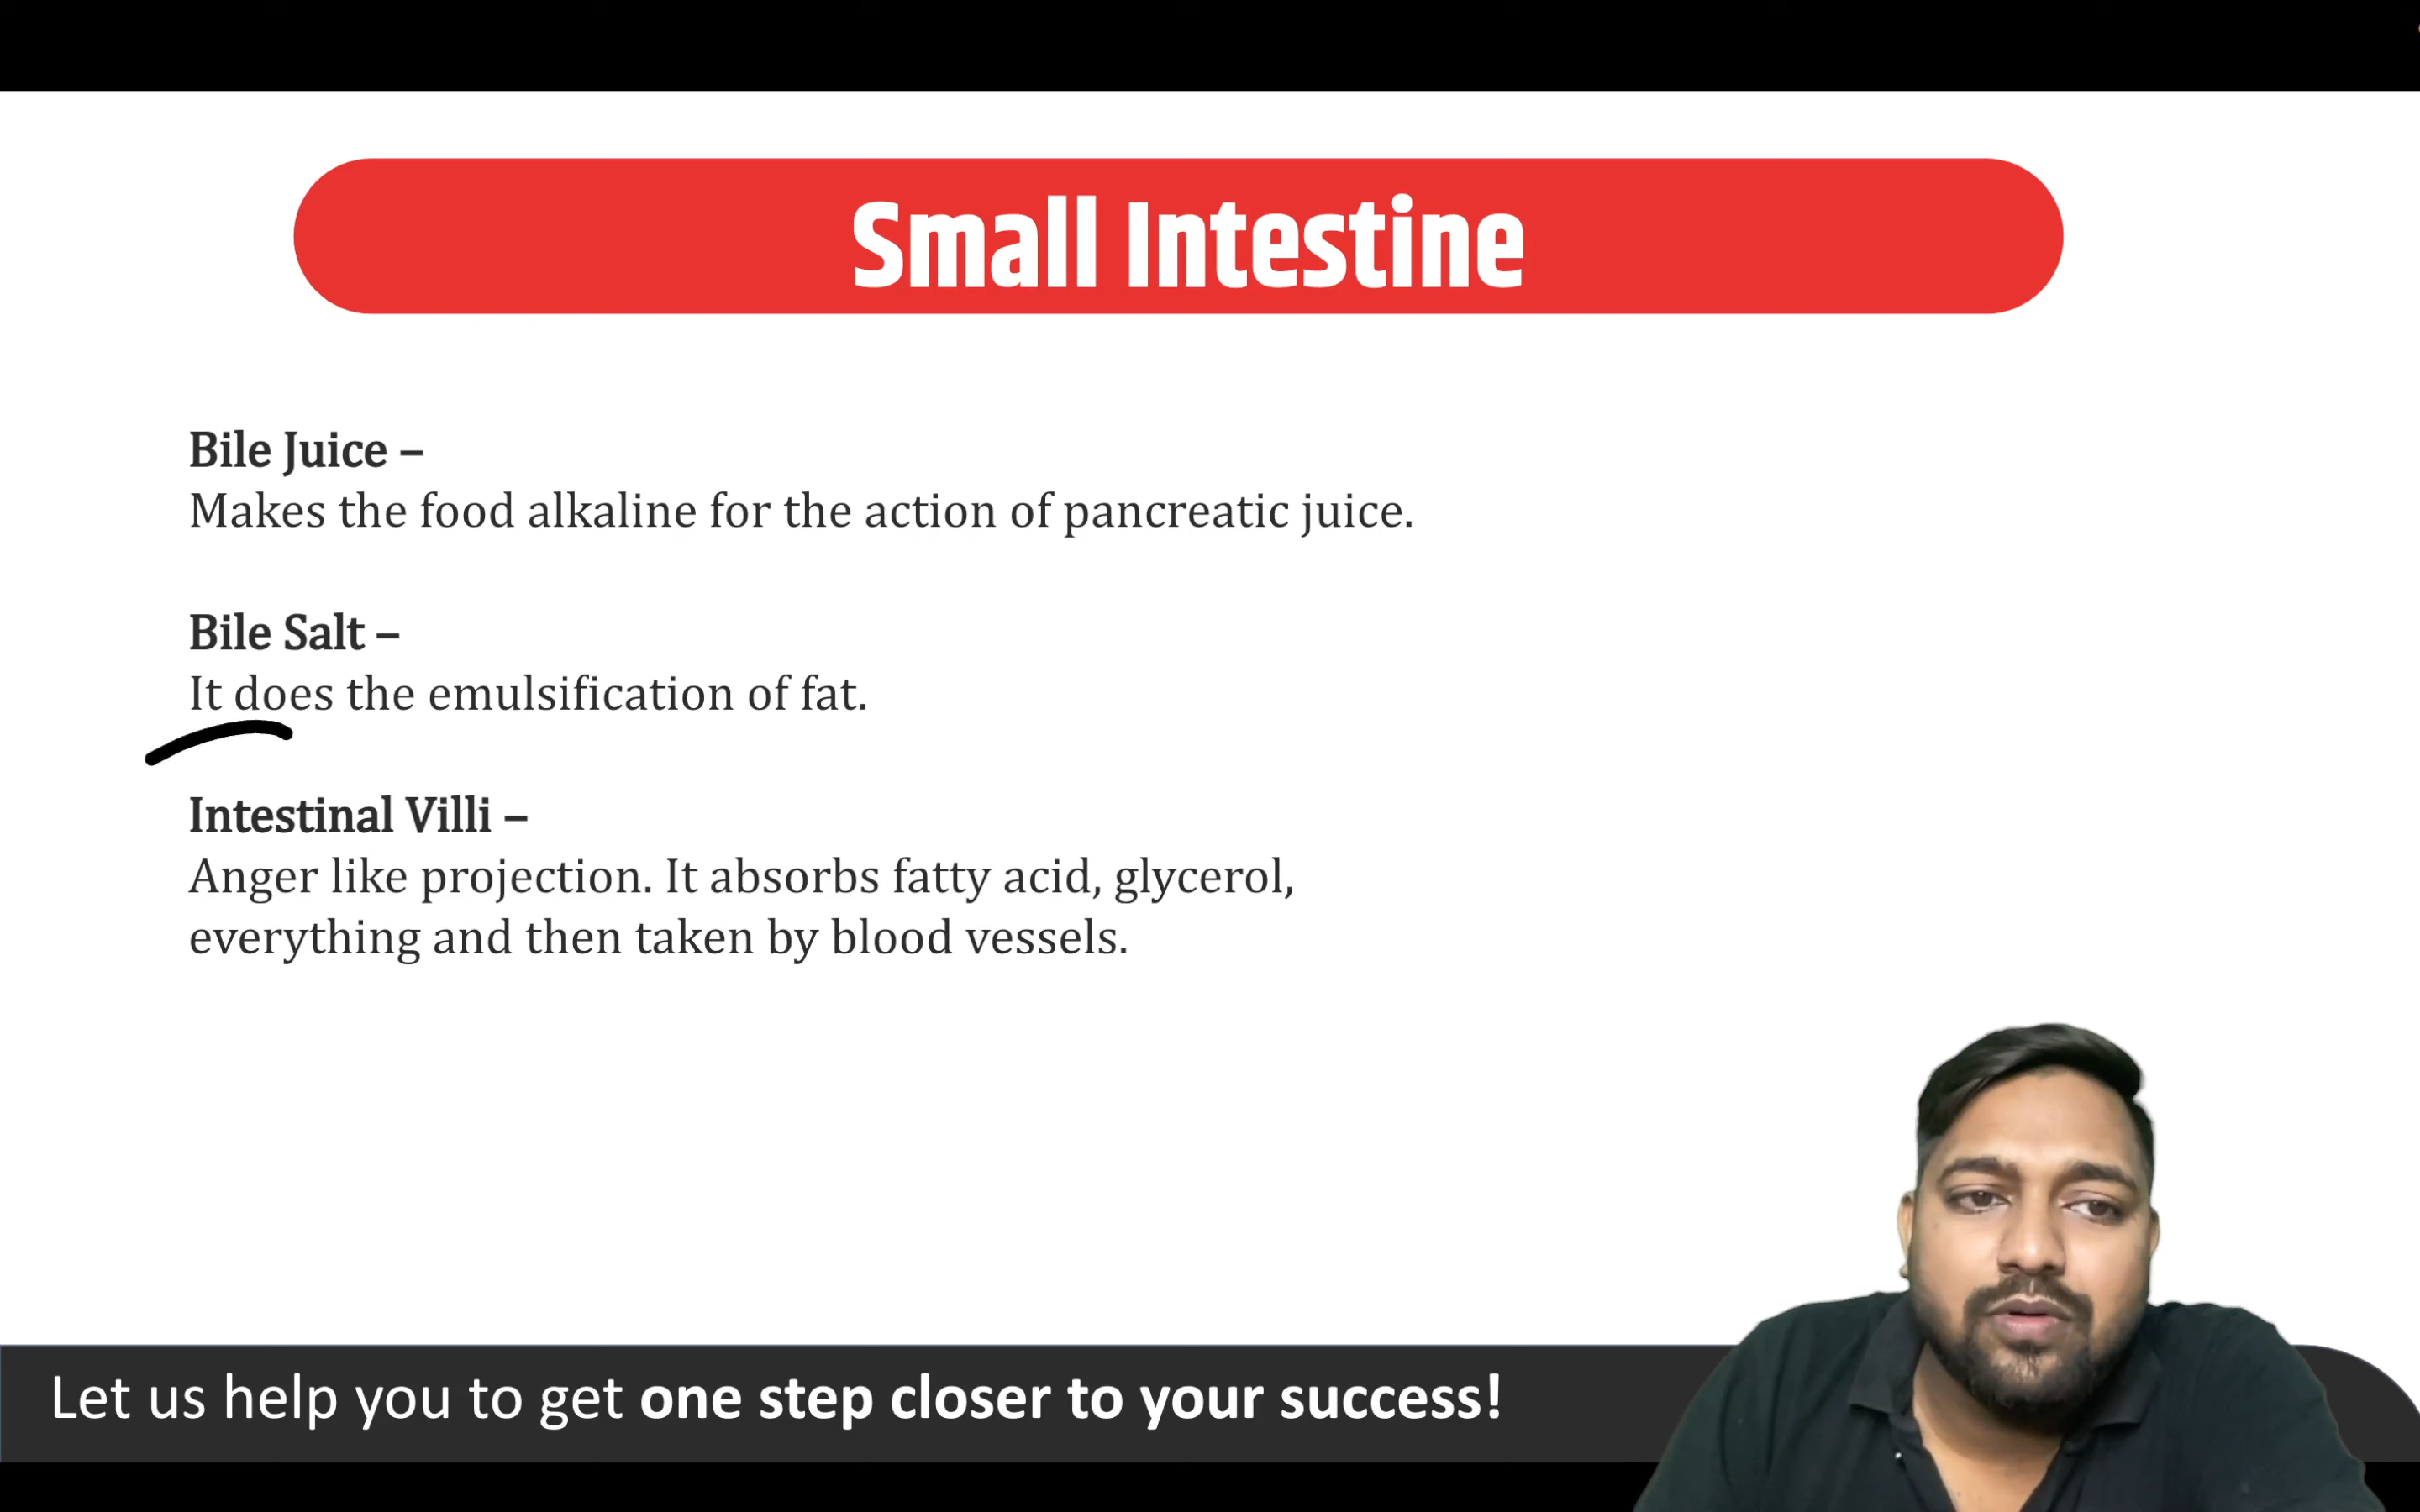 Small Intestine
Bile Juice –
Makes the food alkaline for the action of pancreatic juice.
Bile Salt –
It does the emulsification of fat.
Intestinal Villi –
Anger like projection. It absorbs fatty acid, glycerol,
everything and then taken by blood vessels.
Let us help you to get one step closer to your success!